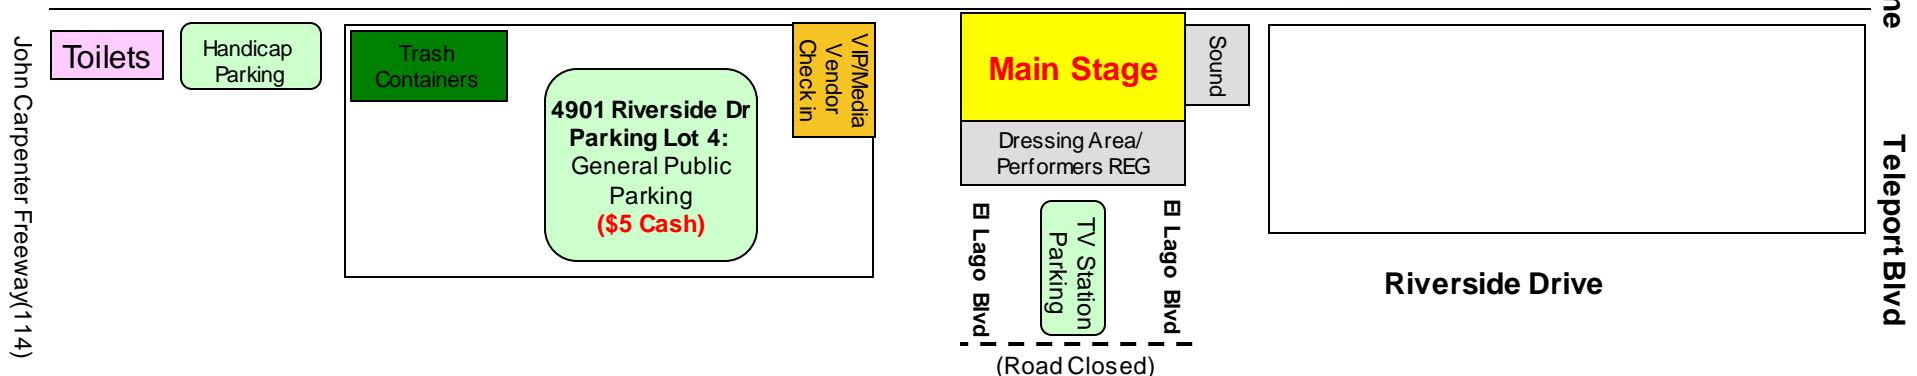 John Carpenter Freeway(114)
Toilets
Handicap
Parking
Trash
Containers
4901 Riverside Dr
Parking Lot 4:
General Public
Parking
($5 Cash)
VIP/Media
Vendor
Check in
Main Stage
Sound
Dressing Area/
Performers REG
El Lago Blvd
TV Station
Parking
El Lago Blvd
(Road Closed)
Riverside Drive
Teleport Blvd